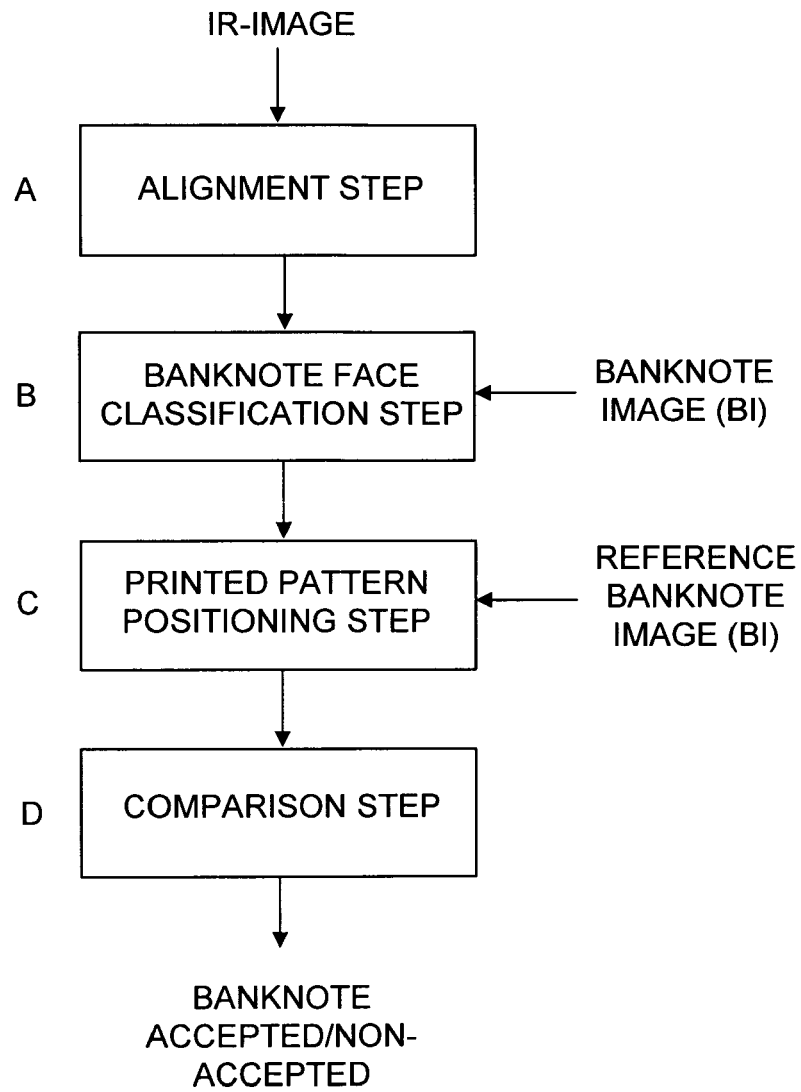 IR-IMAGE
A
ALIGNMENT STEP
B
BANKNOTE FACE
CLASSIFICATION STEP
BANKNOTE
IMAGE (BI)
C
PRINTED PATTERN
POSITIONING STEP
REFERENCE
BANKNOTE
IMAGE (BI)
D
COMPARISON STEP
BANKNOTE
ACCEPTED/NON-
ACCEPTED